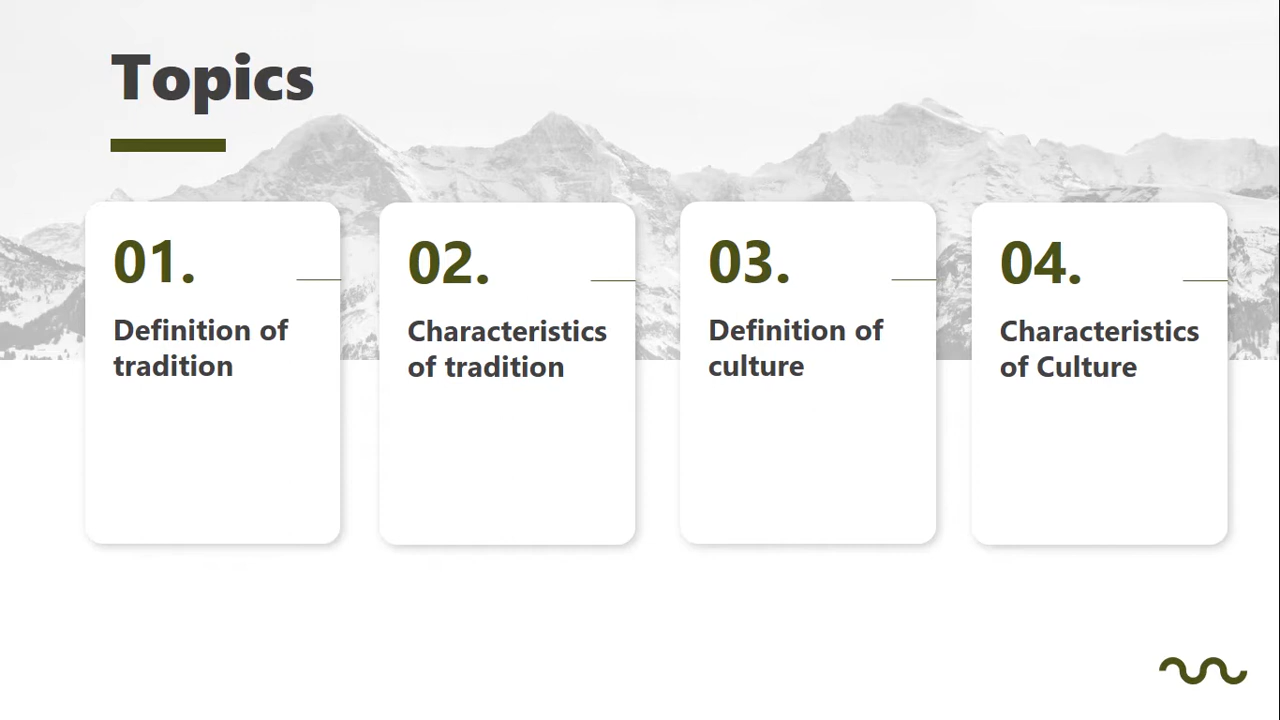 Topics
01.
Definition of
tradition
02.
Characteristics
of tradition
03.
Definition of
culture
04.
Characteristics
of Culture